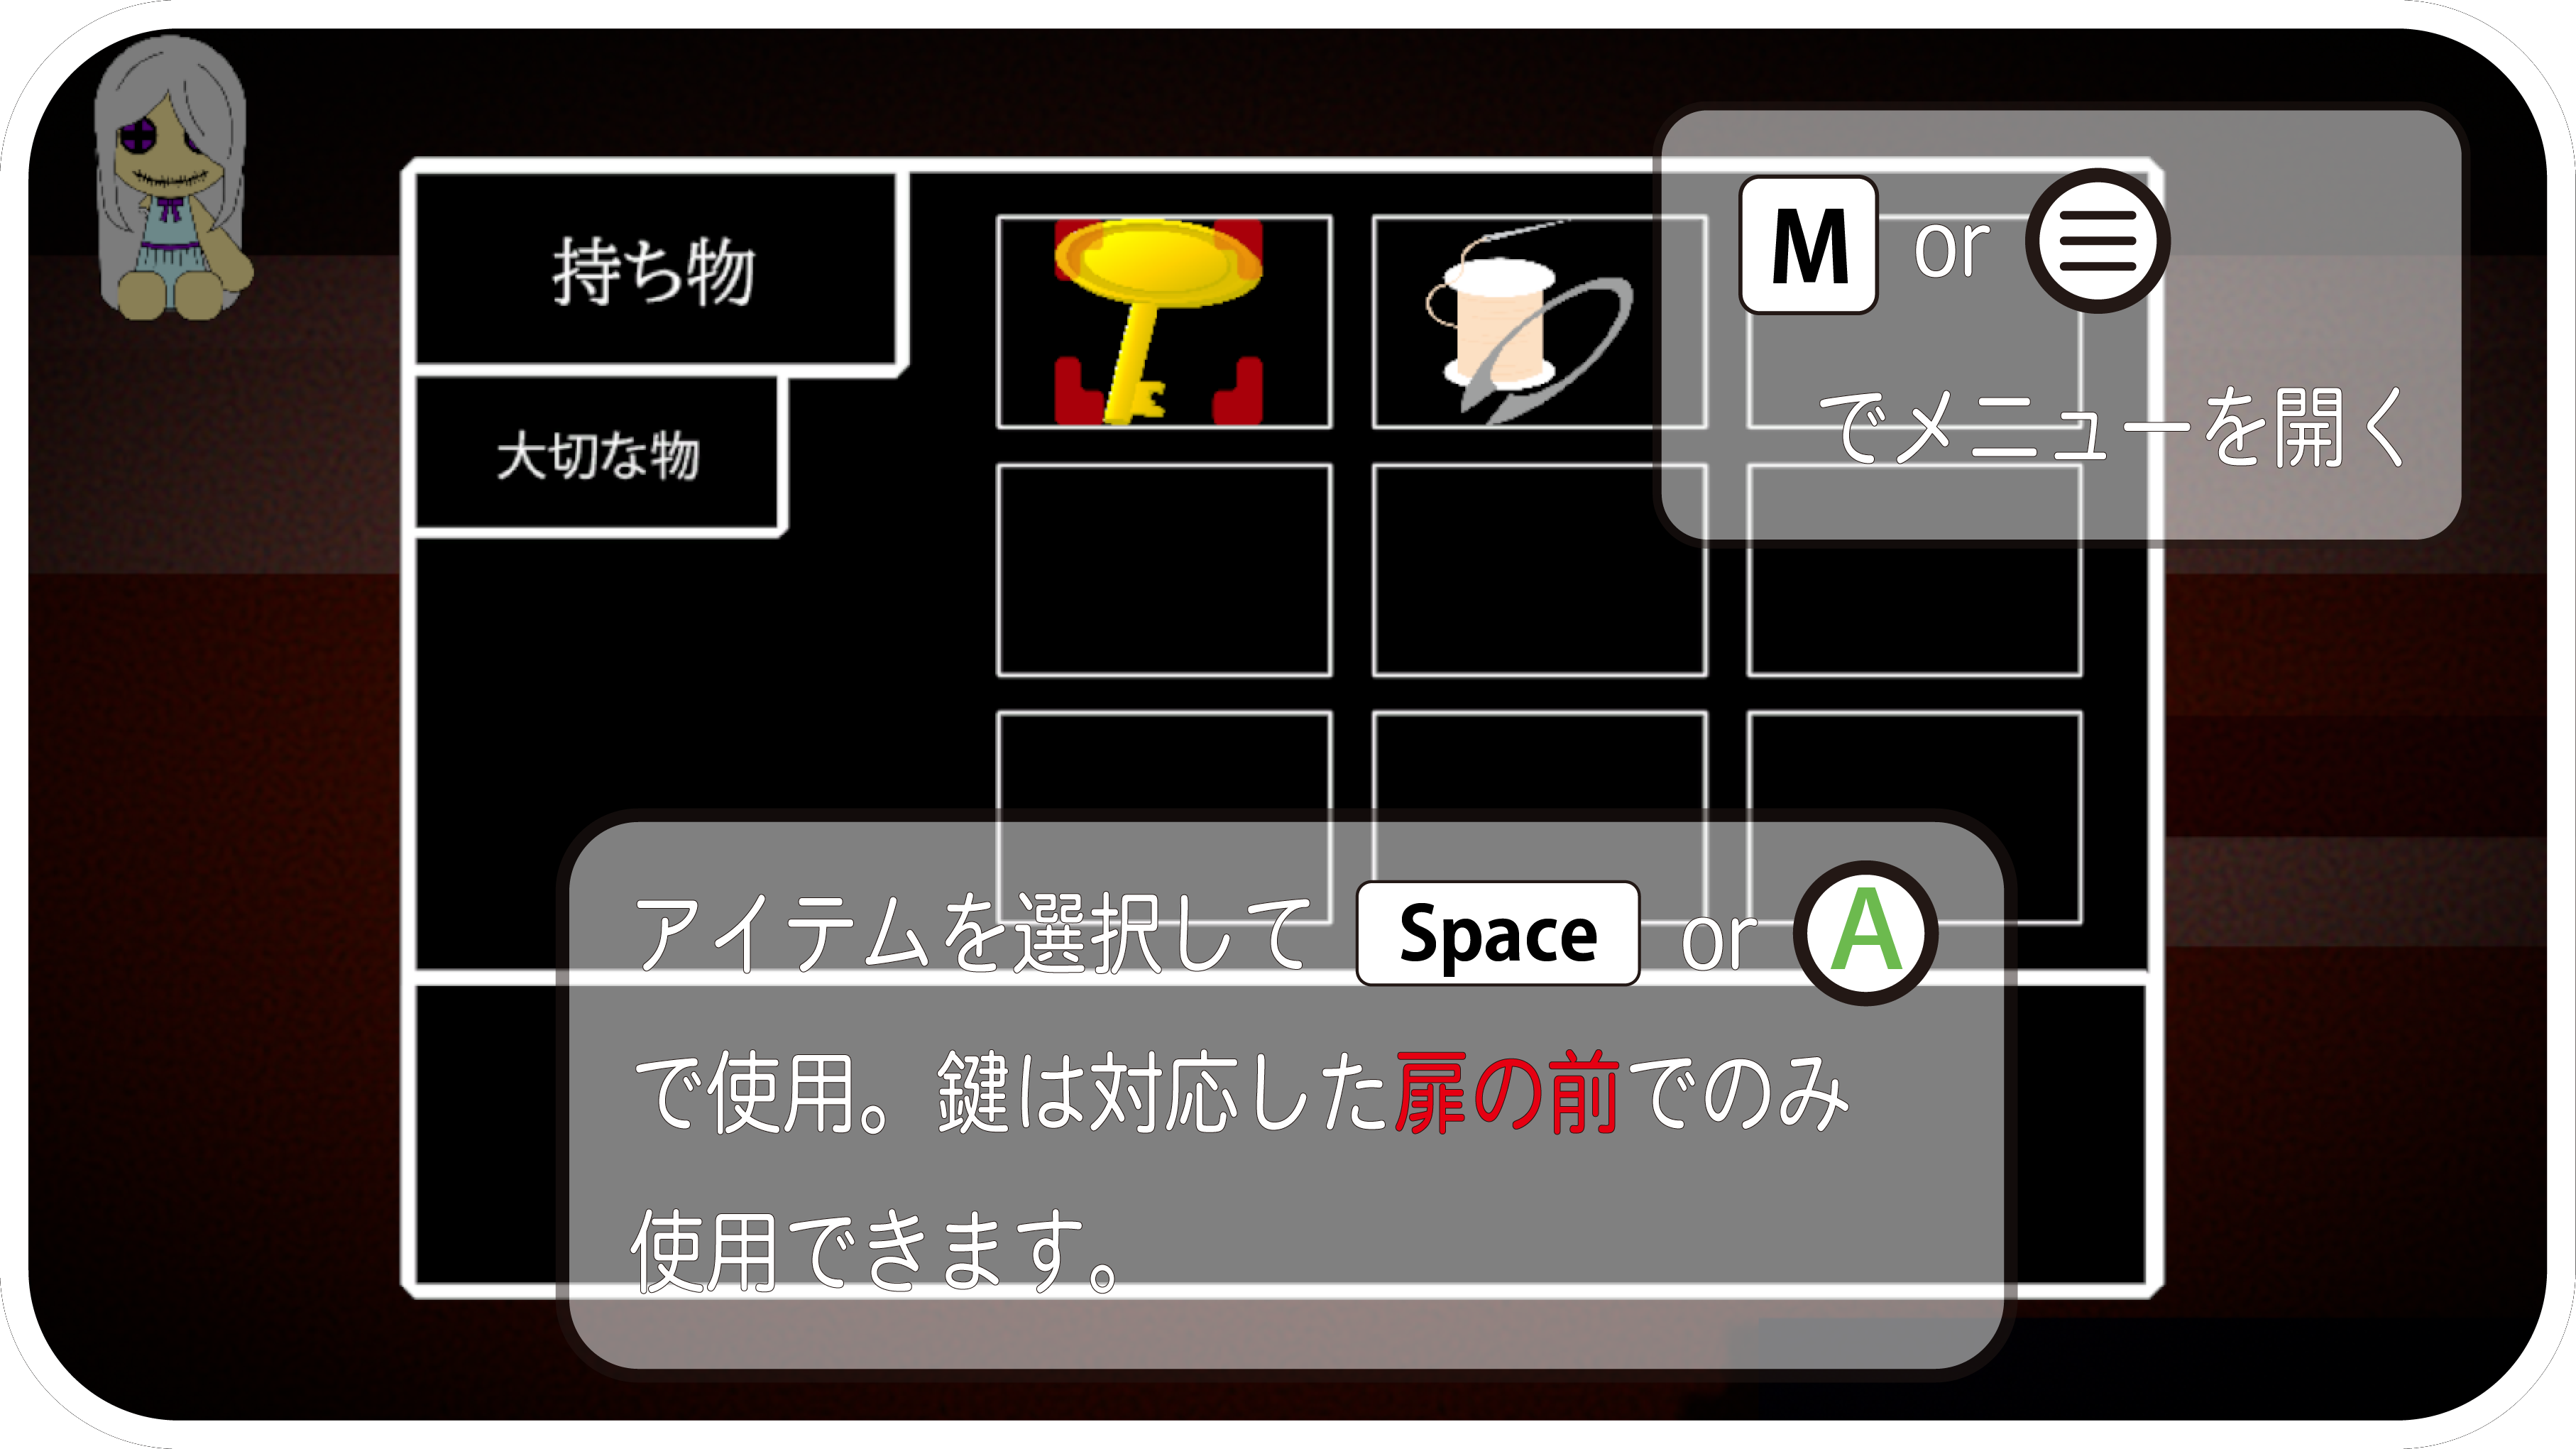 持ち物
大切な物
M or
でメニューを開く
アイテムを選択して Space or A
で使用。鍵は対応した扉の前でのみ
使用できます。